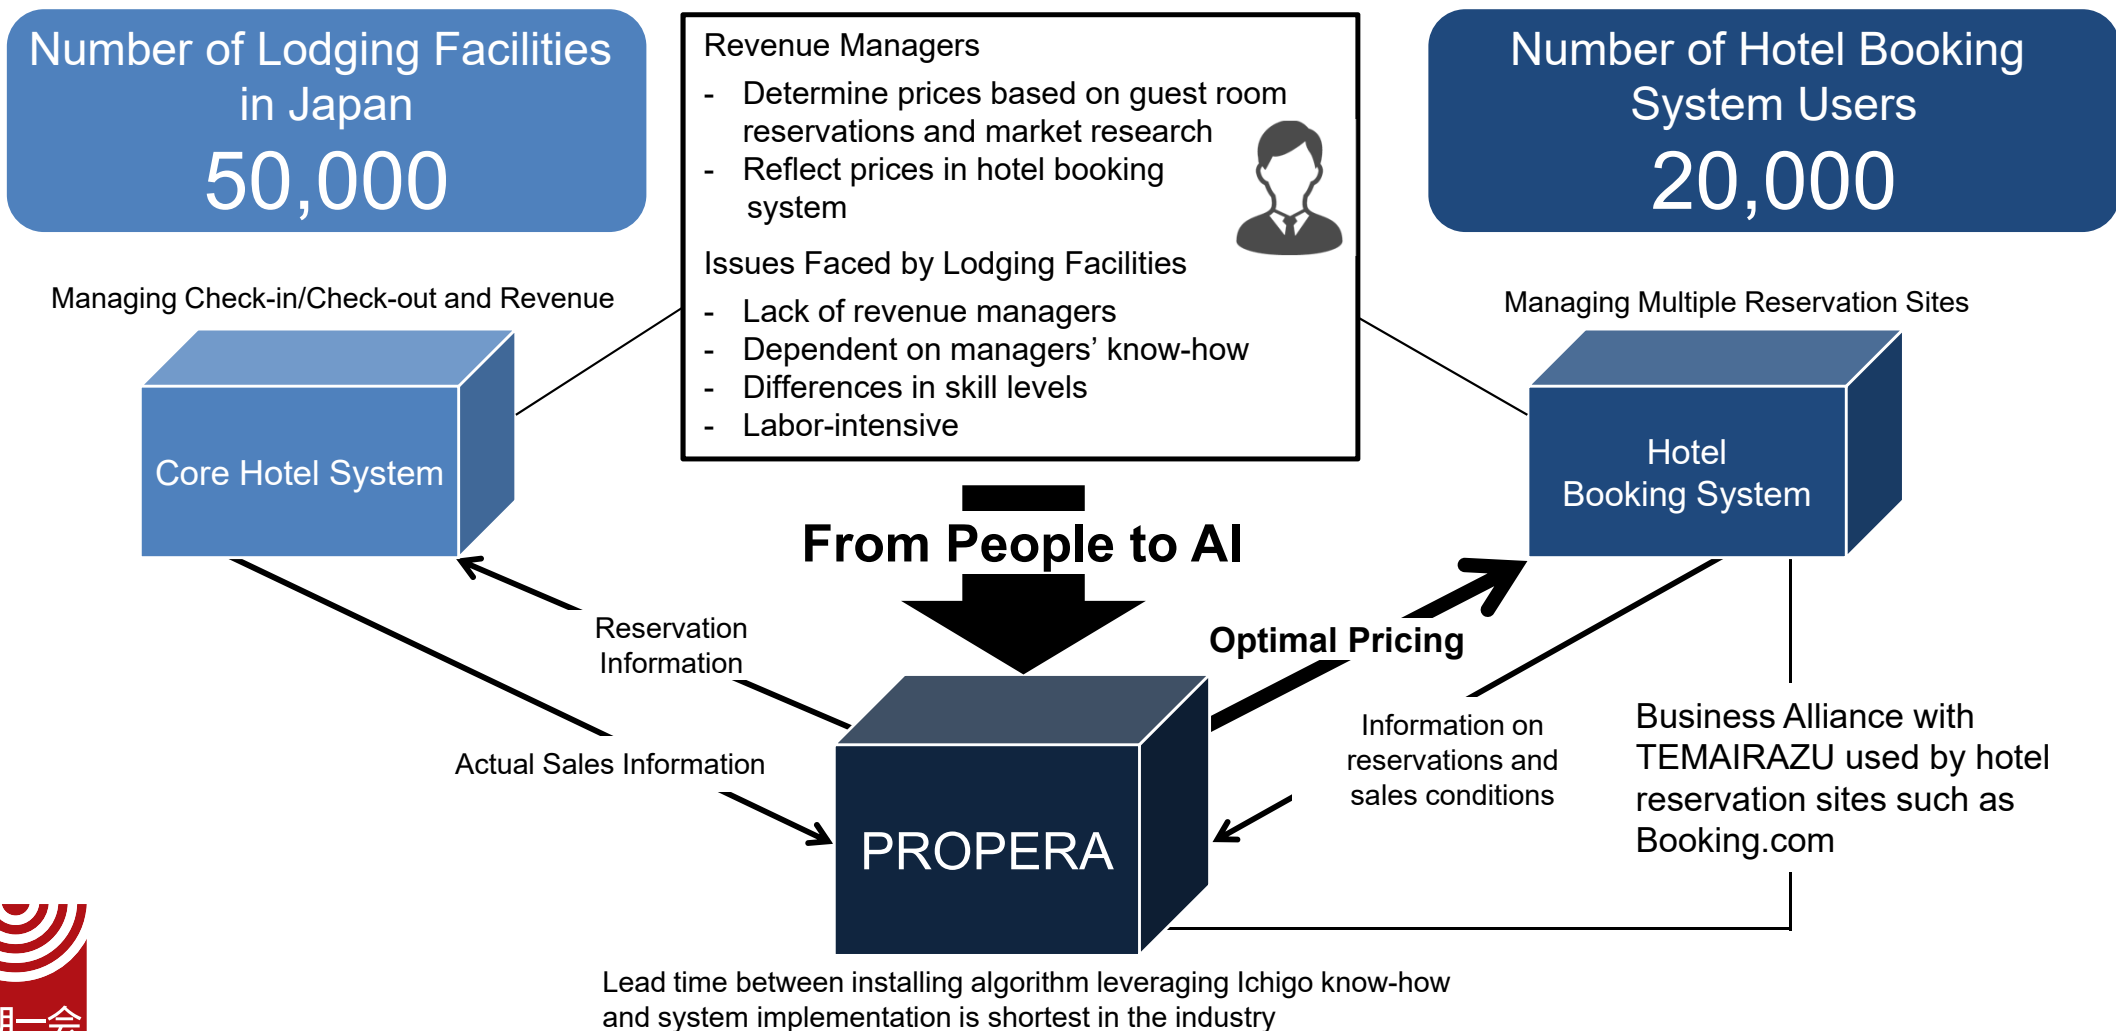 Number of Lodging Facilities
in Japan
50,000
Revenue Managers
- Determine prices based on guest room
reservations and market research
- Reflect prices in hotel booking
system
Issues Faced by Lodging Facilities
- Lack of revenue managers
- Dependent on managers’ know-how
- Differences in skill levels
- Labor-intensive
Number of Hotel Booking
System Users
20,000
Managing Check-in/Check-out and Revenue
Managing Multiple Reservation Sites
Core Hotel System
Hotel
Booking System
From People to AI
Reservation
Information
Optimal Pricing
Actual Sales Information
Information on
reservations and
sales conditions
Business Alliance with
TEMAIRAZU used by hotel
reservation sites such as
Booking.com
PROPERA
Lead time between installing algorithm leveraging Ichigo know-how
and system implementation is shortest in the industry
期一会